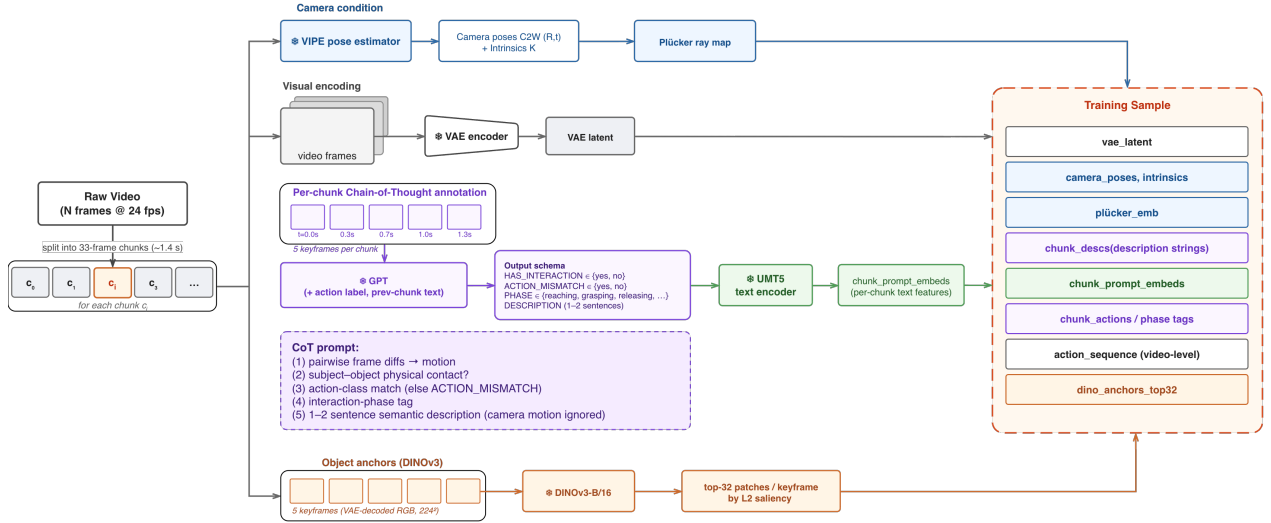 Camera condition
❄ VIPE pose estimator
Camera poses C2W (R,t)
+ Intrinsics K
Plücker ray map
Visual encoding
video frames
❄ VAE encoder
VAE latent
Raw Video
(N frames @ 24 fps)
split into 33-frame chunks (~1.4 s)
c₀
c₁
cᵢ
c₃
...
for each chunk cᵢ
Per-chunk Chain-of-Thought annotation
t=0.0s
0.3s
0.7s
1.0s
1.3s
5 keyframes per chunk
❄ GPT
(+ action label, prev-chunk text)
Output schema
HAS_INTERACTION ∈ {yes, no}
ACTION_MISMATCH ∈ {yes, no}
PHASE ∈ {reaching, grasping, releasing, …}
DESCRIPTION (1–2 sentences)
❄ UMT5
text encoder
chunk_prompt_embeds
(per-chunk text features)
CoT prompt:
(1) pairwise frame diffs → motion
(2) subject–object physical contact?
(3) action-class match (else ACTION_MISMATCH)
(4) interaction-phase tag
(5) 1–2 sentence semantic description (camera motion ignored)
Object anchors (DINOv3)
5 keyframes (VAE-decoded RGB, 224²)
❄ DINOv3-B/16
top-32 patches / keyframe
by L2 saliency
Training Sample
vae_latent
camera_poses, intrinsics
plücker_emb
chunk_descs(description strings)
chunk_prompt_embeds
chunk_actions / phase tags
action_sequence (video-level)
dino_anchors_top32